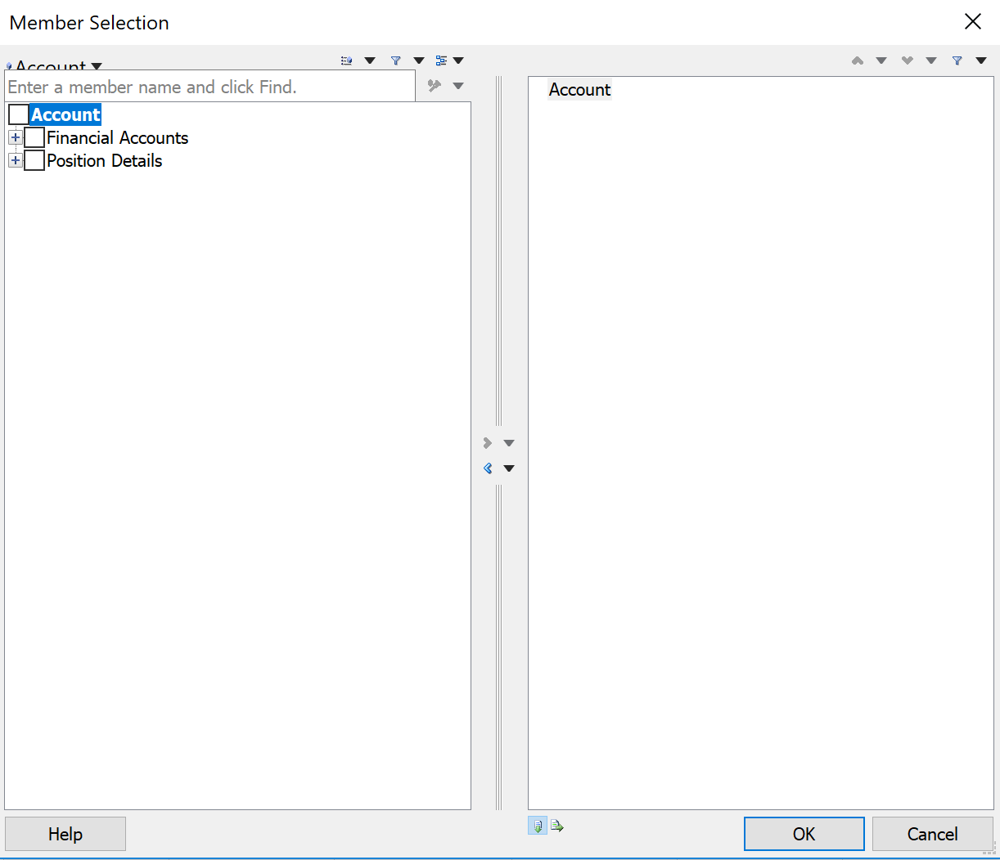 Member Selection
Account
Enter a member name and click Find.
Account
Financial Accounts
Position Details
Account
Help
OK
Cancel